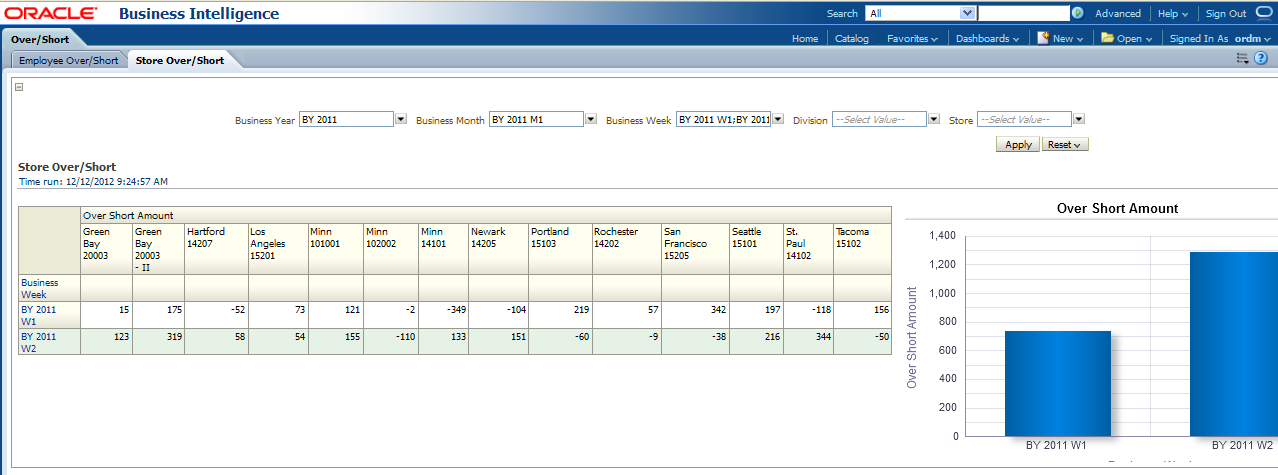 ORACLE Business Intelligence Search All Advanced Help Sign Out
Over/Short Home Catalog Favorites Dashboards New Open Signed In As ordm
Employee Over/Short Store Over/Short
Business Year BY 2011 Business Month BY 2011 M1 Business Week BY 2011 W1;BY 2011 Division --Select Value-- Store --Select Value--
Apply Reset
Store Over/Short
Time run: 12/12/2012 9:24:57 AM
Over Short Amount
Green Bay 20003 Green Bay 20003 - II Hartford 14207 Los Angeles 15201 Minn 101001 Minn 102002 Minn 14101 Newark 14205 Portland 15103 Rochester 14202 San Francisco 15205 Seattle 15101 St. Paul 14102 Tacoma 15102
Business Week
BY 2011 W1 15 175 -52 73 121 -2 -349 -104 219 57 342 197 -118 156
BY 2011 W2 123 319 58 54 155 -110 133 151 -60 -9 -38 216 344 -50
Over Short Amount
Over Short Amount
1,400
1,200
1,000
800
600
400
200
0
BY 2011 W1 BY 2011 W2